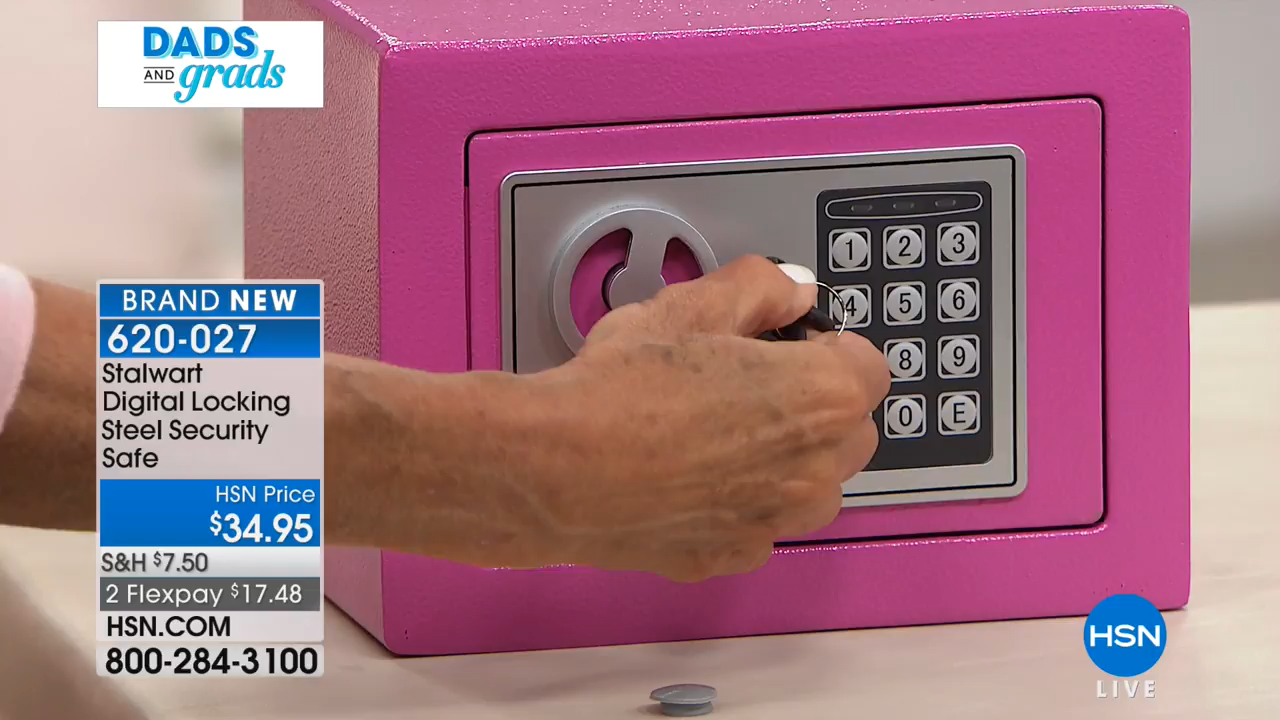 DADS
AND grads
BRAND NEW
620-027
Stalwart
Digital Locking
Steel Security
Safe
HSN Price
$34.95
S&H $7.50
2 Flexpay $17.48
HSN.COM
800-284-3100
1 2 3
4 5 6
8 9
0 E
HSN
LIVE